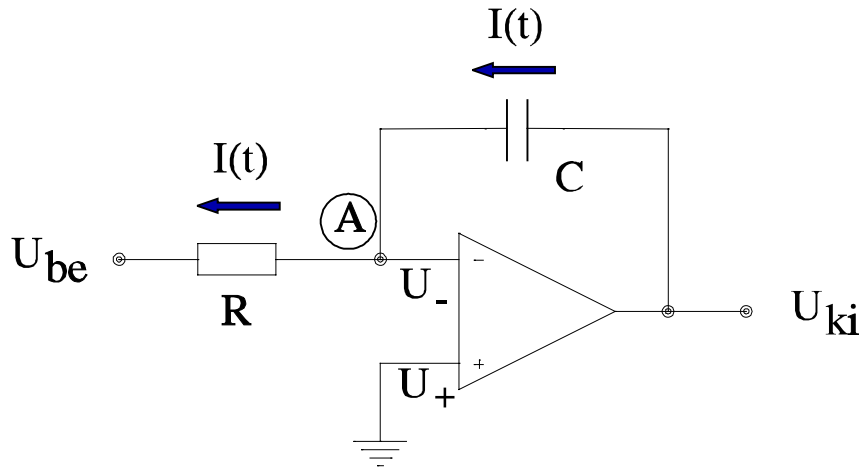 I(t)
I(t)
C
A
U_be
R
U_-
-
U_ki
U_+
+